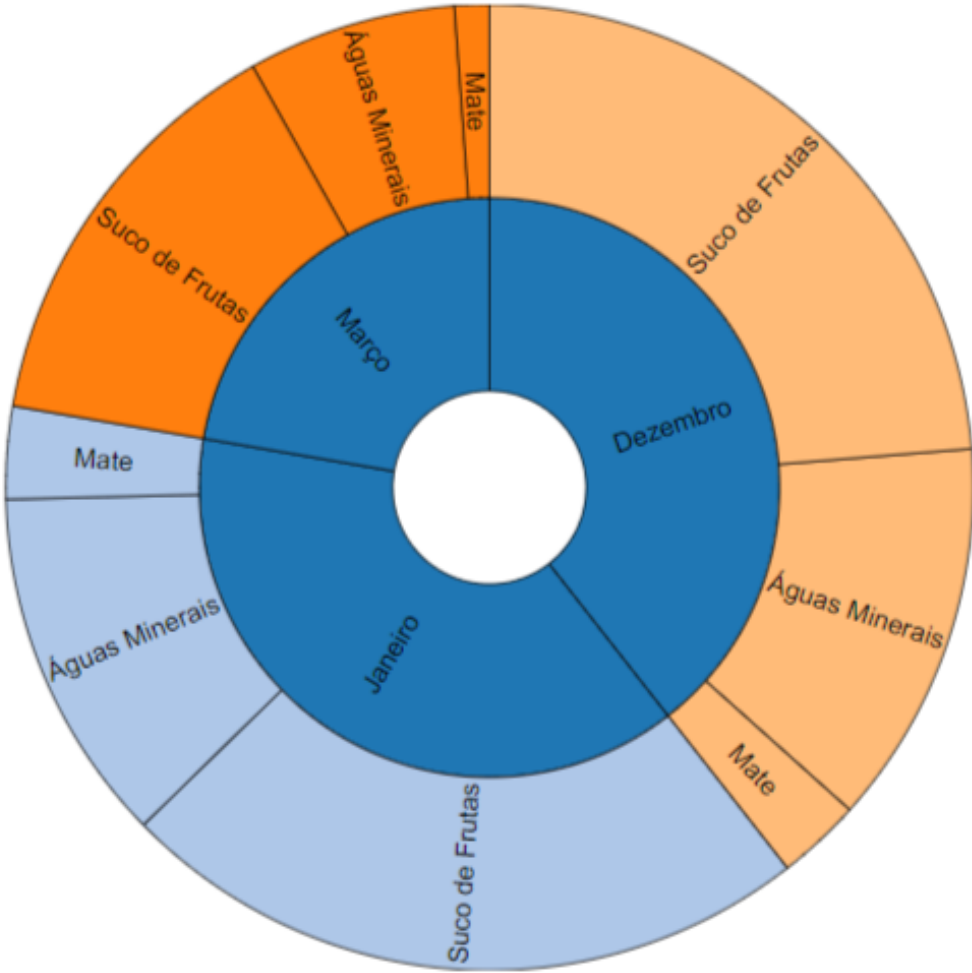 Mate
Águas Minerais
Suco de Frutas
Suco de Frutas
Março
Dezembro
Mate
Águas Minerais
Águas Minerais
Janeiro
Mate
Suco de Frutas